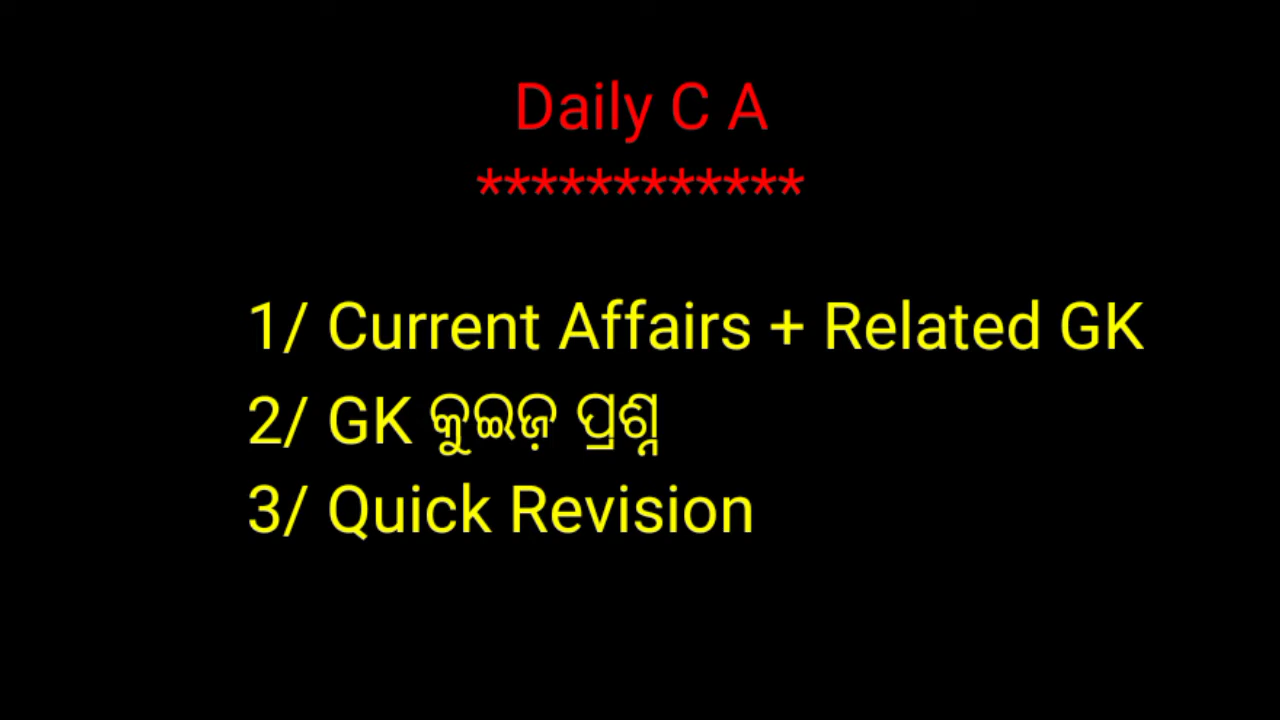 Daily C A
************
1/ Current Affairs + Related GK
2/ GK କୁଇଜ଼ ପ୍ରଶ୍ନ
3/ Quick Revision